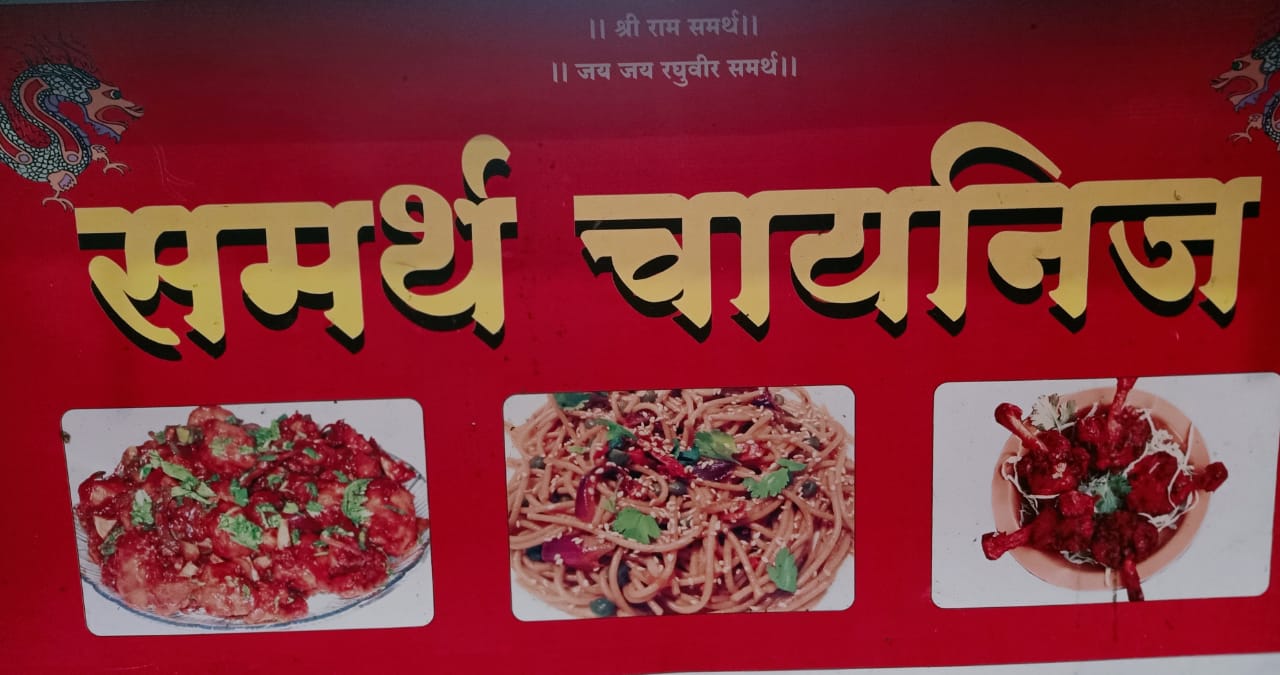 ।। श्री राम समर्थ।।
।। जय जय रघुवीर समर्थ।।
समर्थ चायनिज